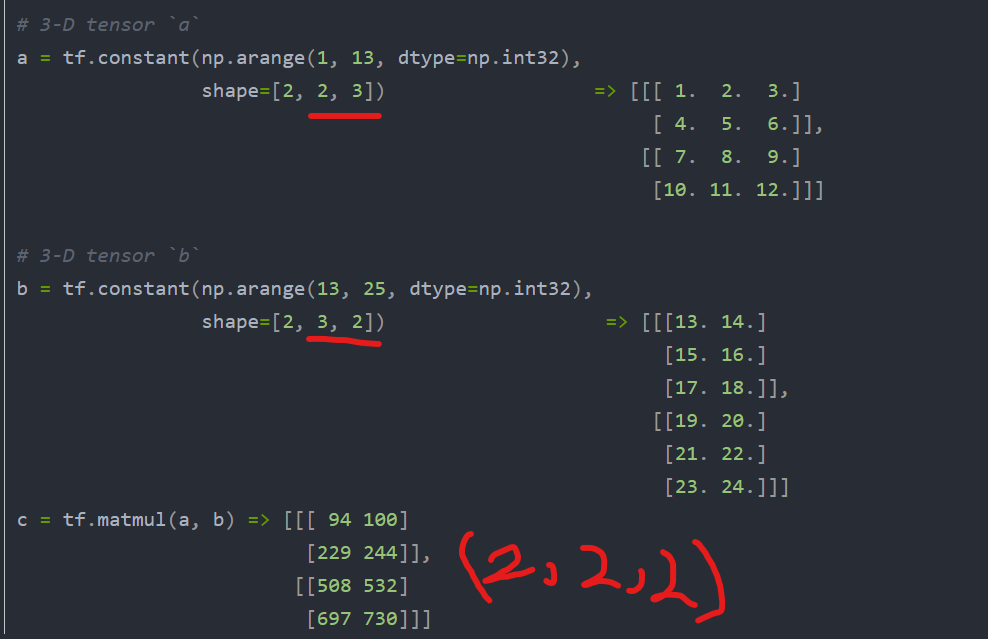 # 3-D tensor `a`
a = tf.constant(np.arange(1, 13, dtype=np.int32),
shape=[2, 2, 3]) => [[[ 1. 2. 3.]
[ 4. 5. 6.]],
[[ 7. 8. 9.]
[10. 11. 12.]]]
# 3-D tensor `b`
b = tf.constant(np.arange(13, 25, dtype=np.int32),
shape=[2, 3, 2]) => [[[13. 14.]
[15. 16.]
[17. 18.]],
[[19. 20.]
[21. 22.]
[23. 24.]]]
c = tf.matmul(a, b) => [[[ 94 100]
[229 244]],
[[508 532]
[697 730]]]
(2, 2, 2)